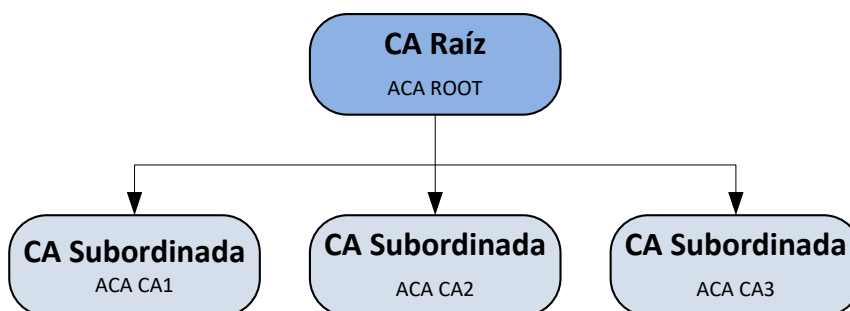 CA Raíz
ACA ROOT
CA Subordinada
ACA CA1
CA Subordinada
ACA CA2
CA Subordinada
ACA CA3